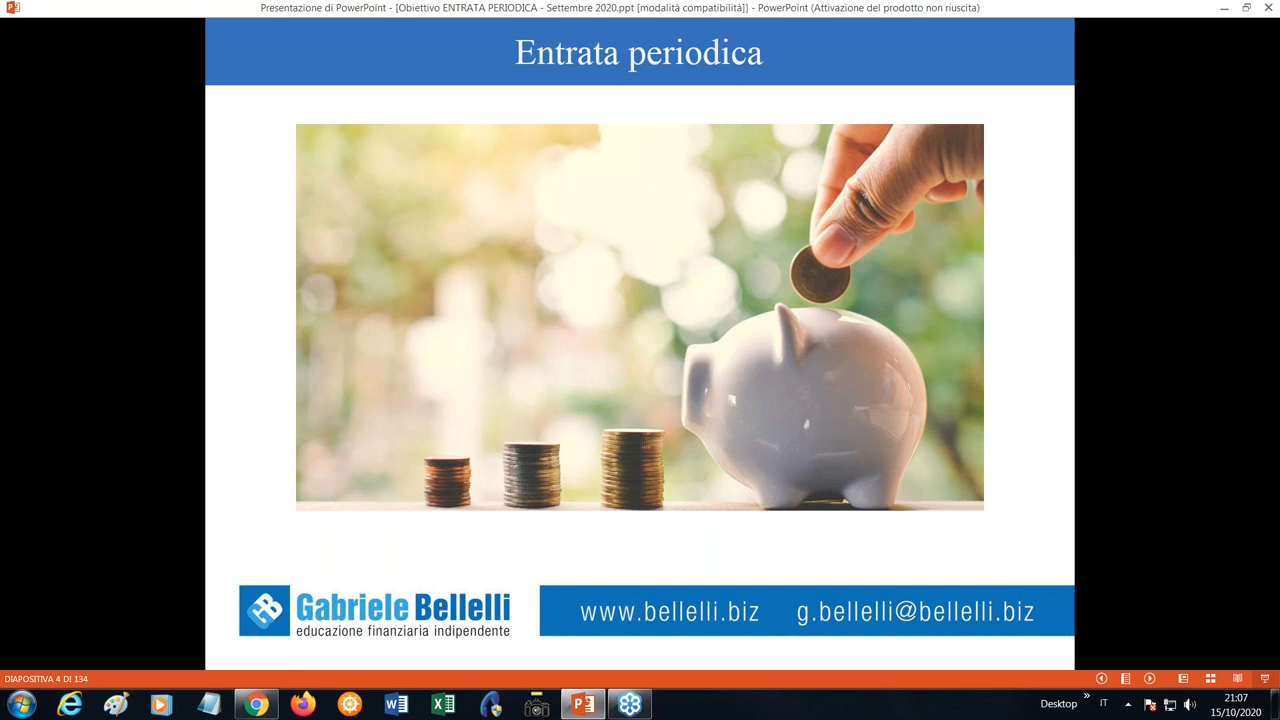 Presentazione di PowerPoint - [Obiettivo ENTRATA PERIODICA - Settembre 2020.ppt [modalità compatibilità]] - PowerPoint (Attivazione del prodotto non riuscita)
Entrata periodica
Gabriele Bellelli
educazione finanziaria indipendente
www.bellelli.biz g.bellelli@bellelli.biz
DIAPOSITIVA 4 DI 134
Desktop
IT
21:07
15/10/2020